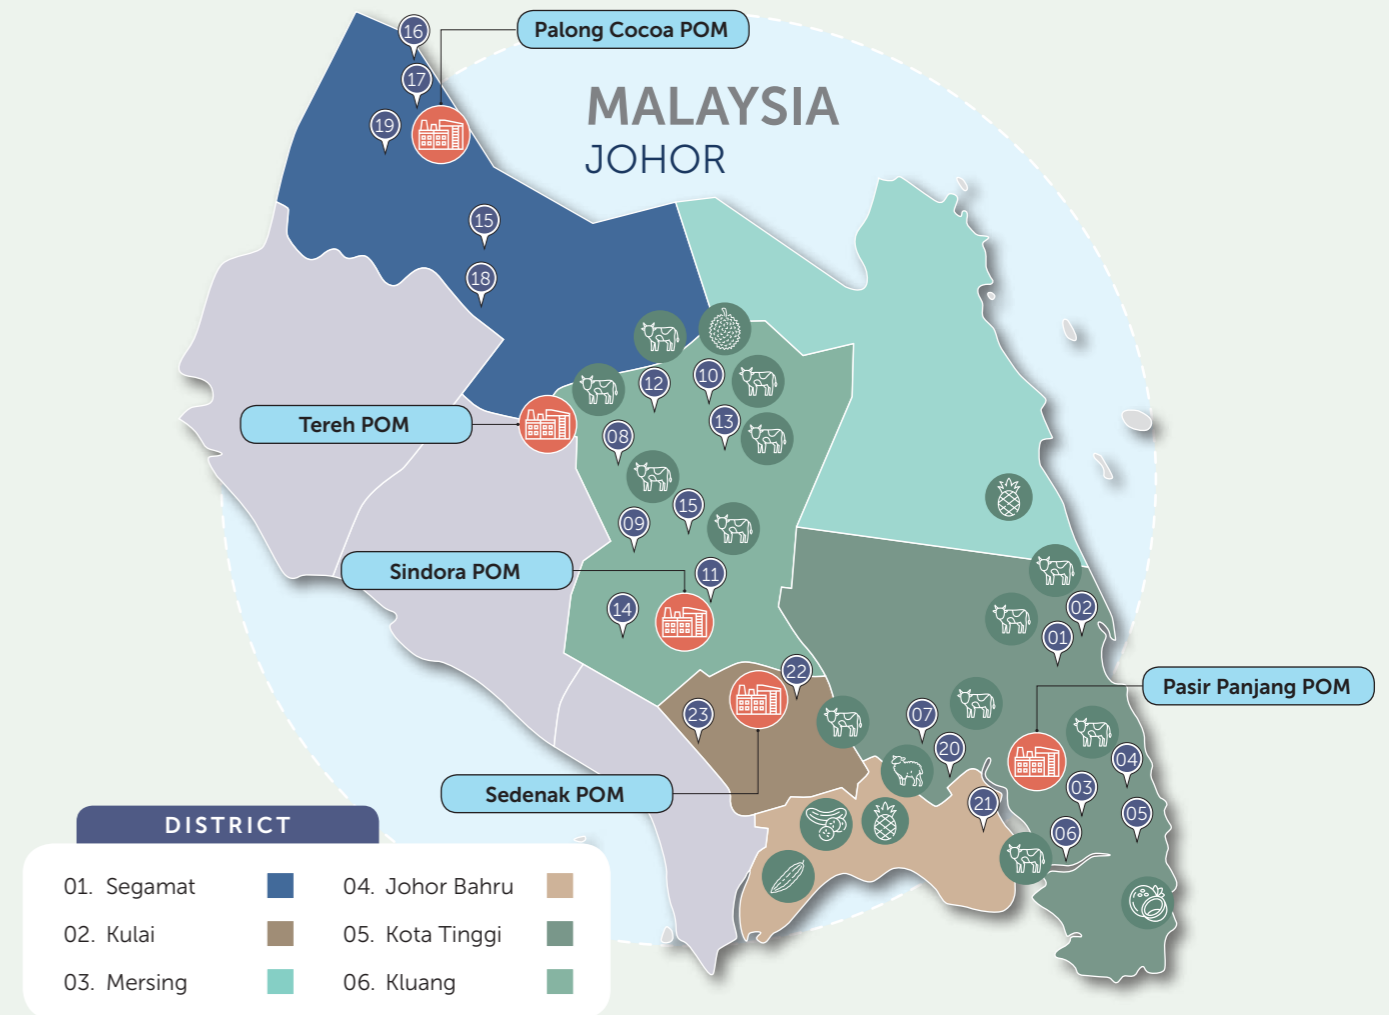 16
Palong Cocoa POM
17
MALAYSIA
19
JOHOR
15
18
10
12
Tereh POM
13
08
15
09
Sindora POM
11
14
02
01
22
Pasir Panjang POM
23
07
20
04
Sedenak POM
03
21
05
06
DISTRICT
01. Segamat
02. Kulai
03. Mersing
04. Johor Bahru
05. Kota Tinggi
06. Kluang